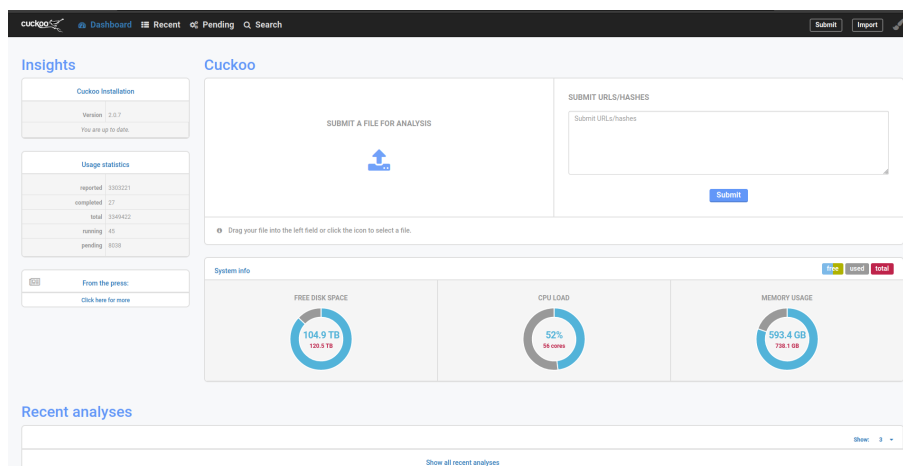 cuckoo Dashboard Recent Pending Search Submit Import
Insights
Cuckoo Installation
Version 2.0.7
You are up to date.
Usage statistics
reported 3303221
completed 27
total 3349422
running 45
pending 8038
From the press:
Click here for more
Cuckoo
SUBMIT A FILE FOR ANALYSIS
SUBMIT URLS/HASHES
Submit URLs/hashes
Submit
Drag your file into the left field or click the icon to select a file.
System info
free used total
FREE DISK SPACE
104.9 TB
120.5 TB
CPU LOAD
52%
56 cores
MEMORY USAGE
593.4 GB
738.1 GB
Recent analyses
Show: 3
Show all recent analyses